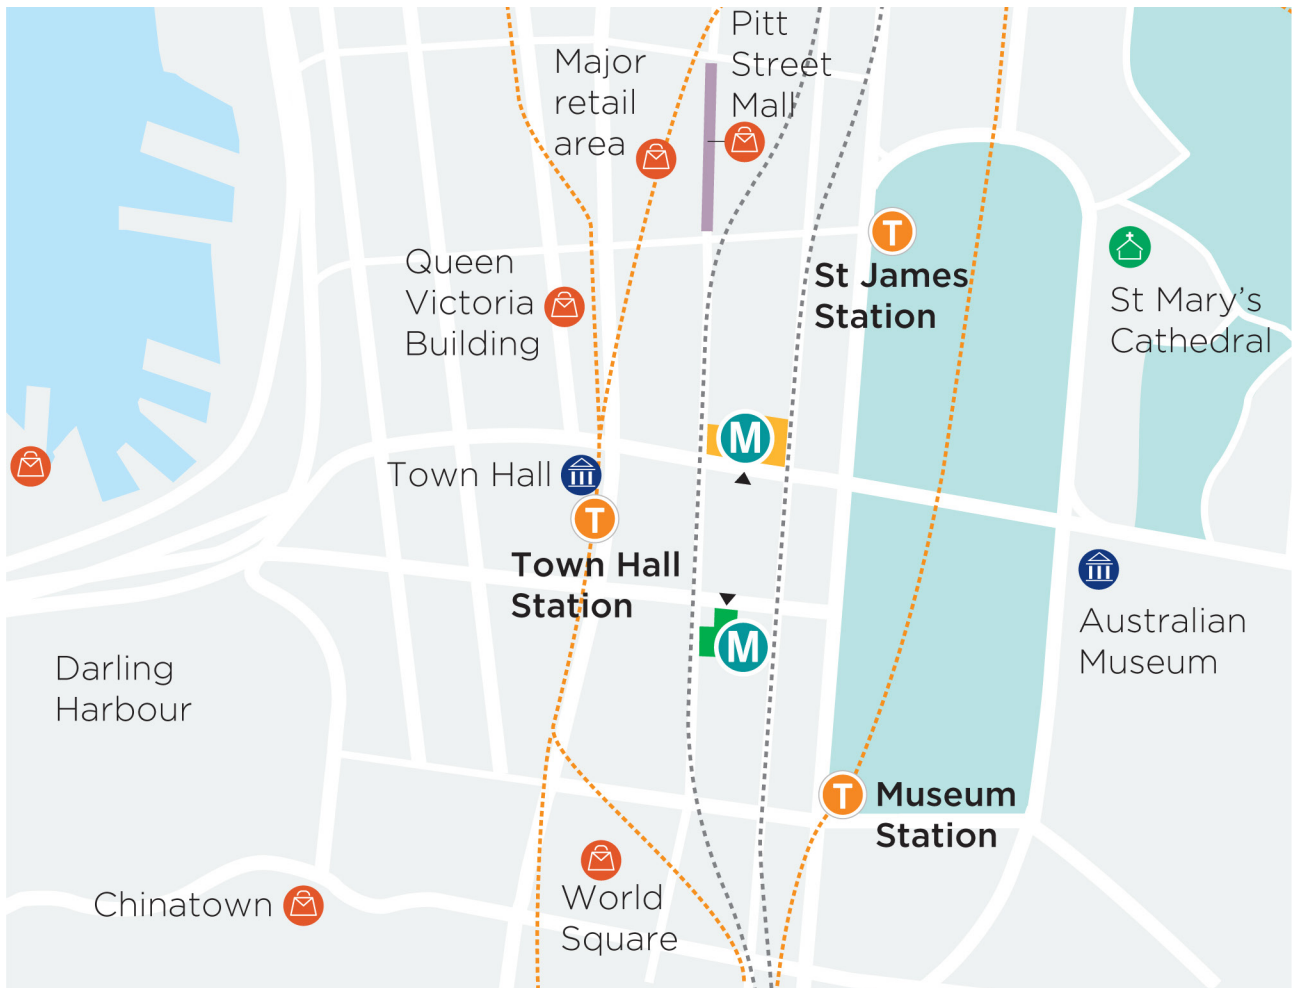 Pitt
Street
Mall
Major
retail
area
T
St James
Station
Queen
Victoria
Building
St Mary's
Cathedral
M
Town Hall
T
Town Hall
Station
M
Australian
Museum
Darling
Harbour
T
Museum
Station
World
Square
Chinatown